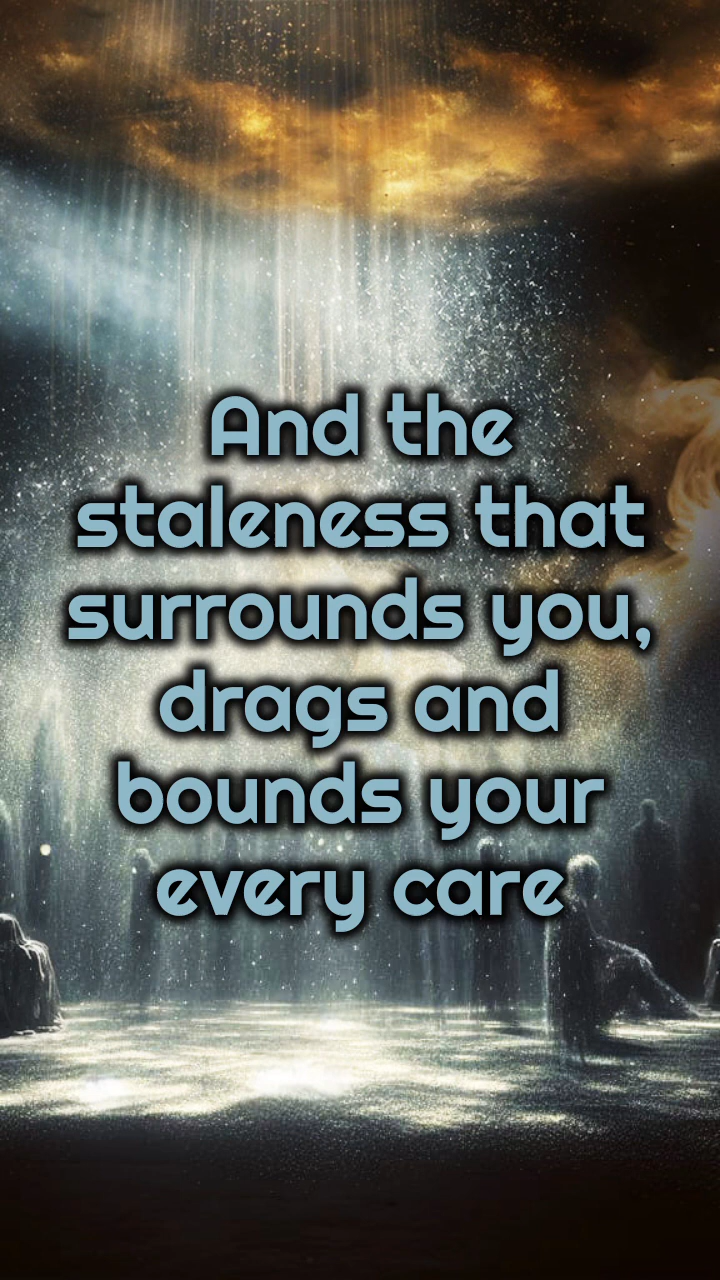 And the
staleness that
surrounds you,
drags and
bounds your
every care